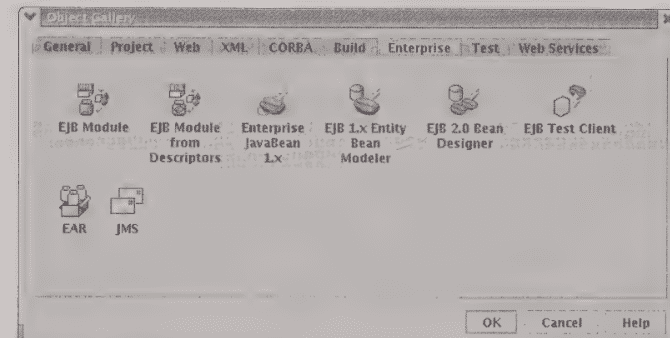 Object Gallery
General Project Web XML CORBA Build Enterprise Test Web Services
EJB Module
EJB Module from Descriptors
Enterprise JavaBean 1.x
EJB 1.x Entity Bean Modeler
EJB 2.0 Bean Designer
EJB Test Client
EAR
JMS
OK Cancel Help